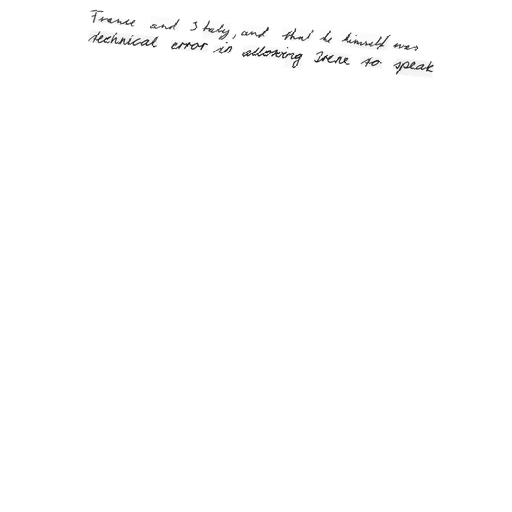 France and Italy, and that he himself was
technical error in allowing Irene to speak